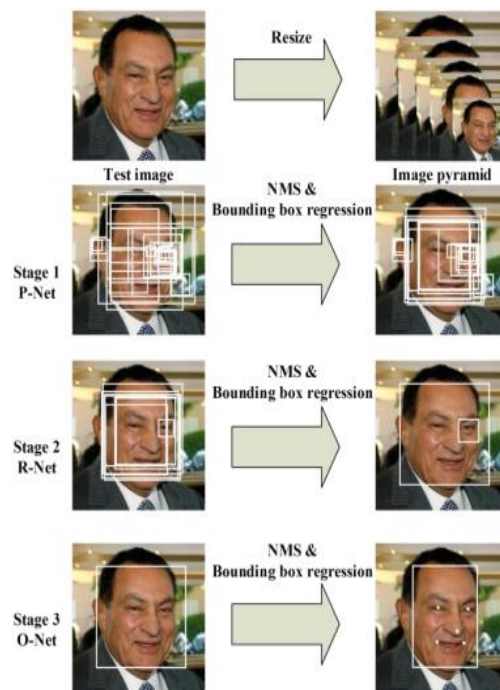 Resize
Test image
Image pyramid
NMS &
Bounding box regression
Stage 1
P-Net
NMS &
Bounding box regression
Stage 2
R-Net
NMS &
Bounding box regression
Stage 3
O-Net